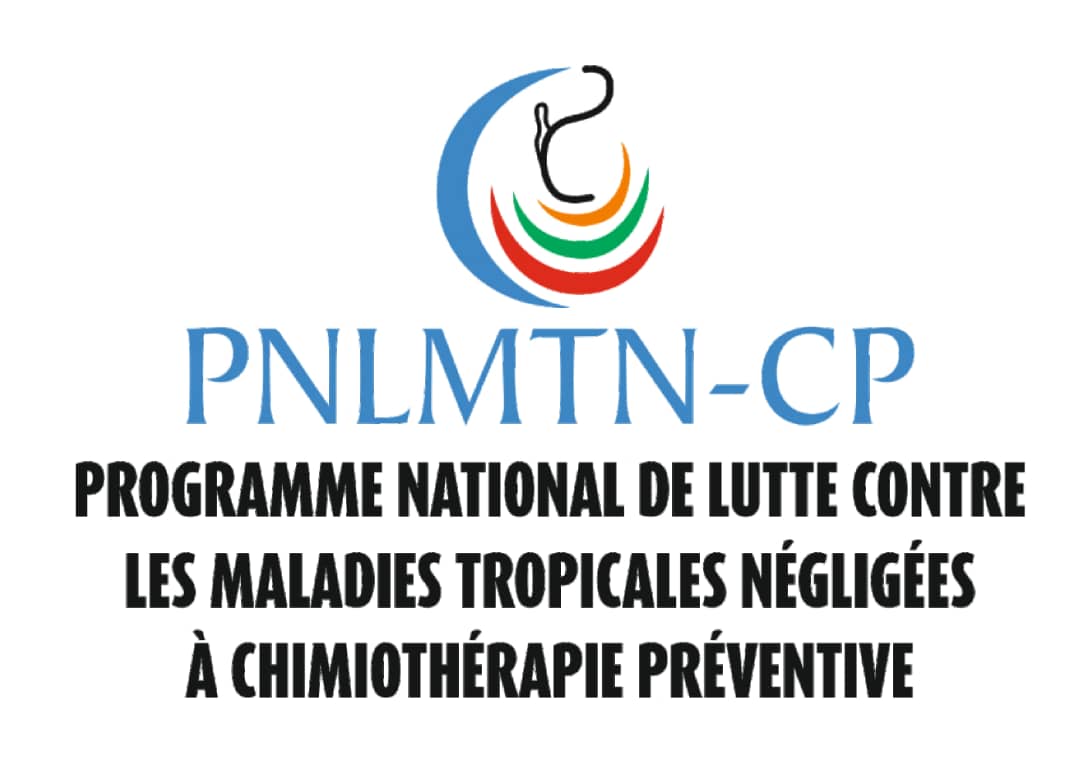 PNLMTN-CP
PROGRAMME NATIONAL DE LUTTE CONTRE
LES MALADIES TROPICALES NÉGLIGÉES
À CHIMIOTHÉRAPIE PRÉVENTIVE